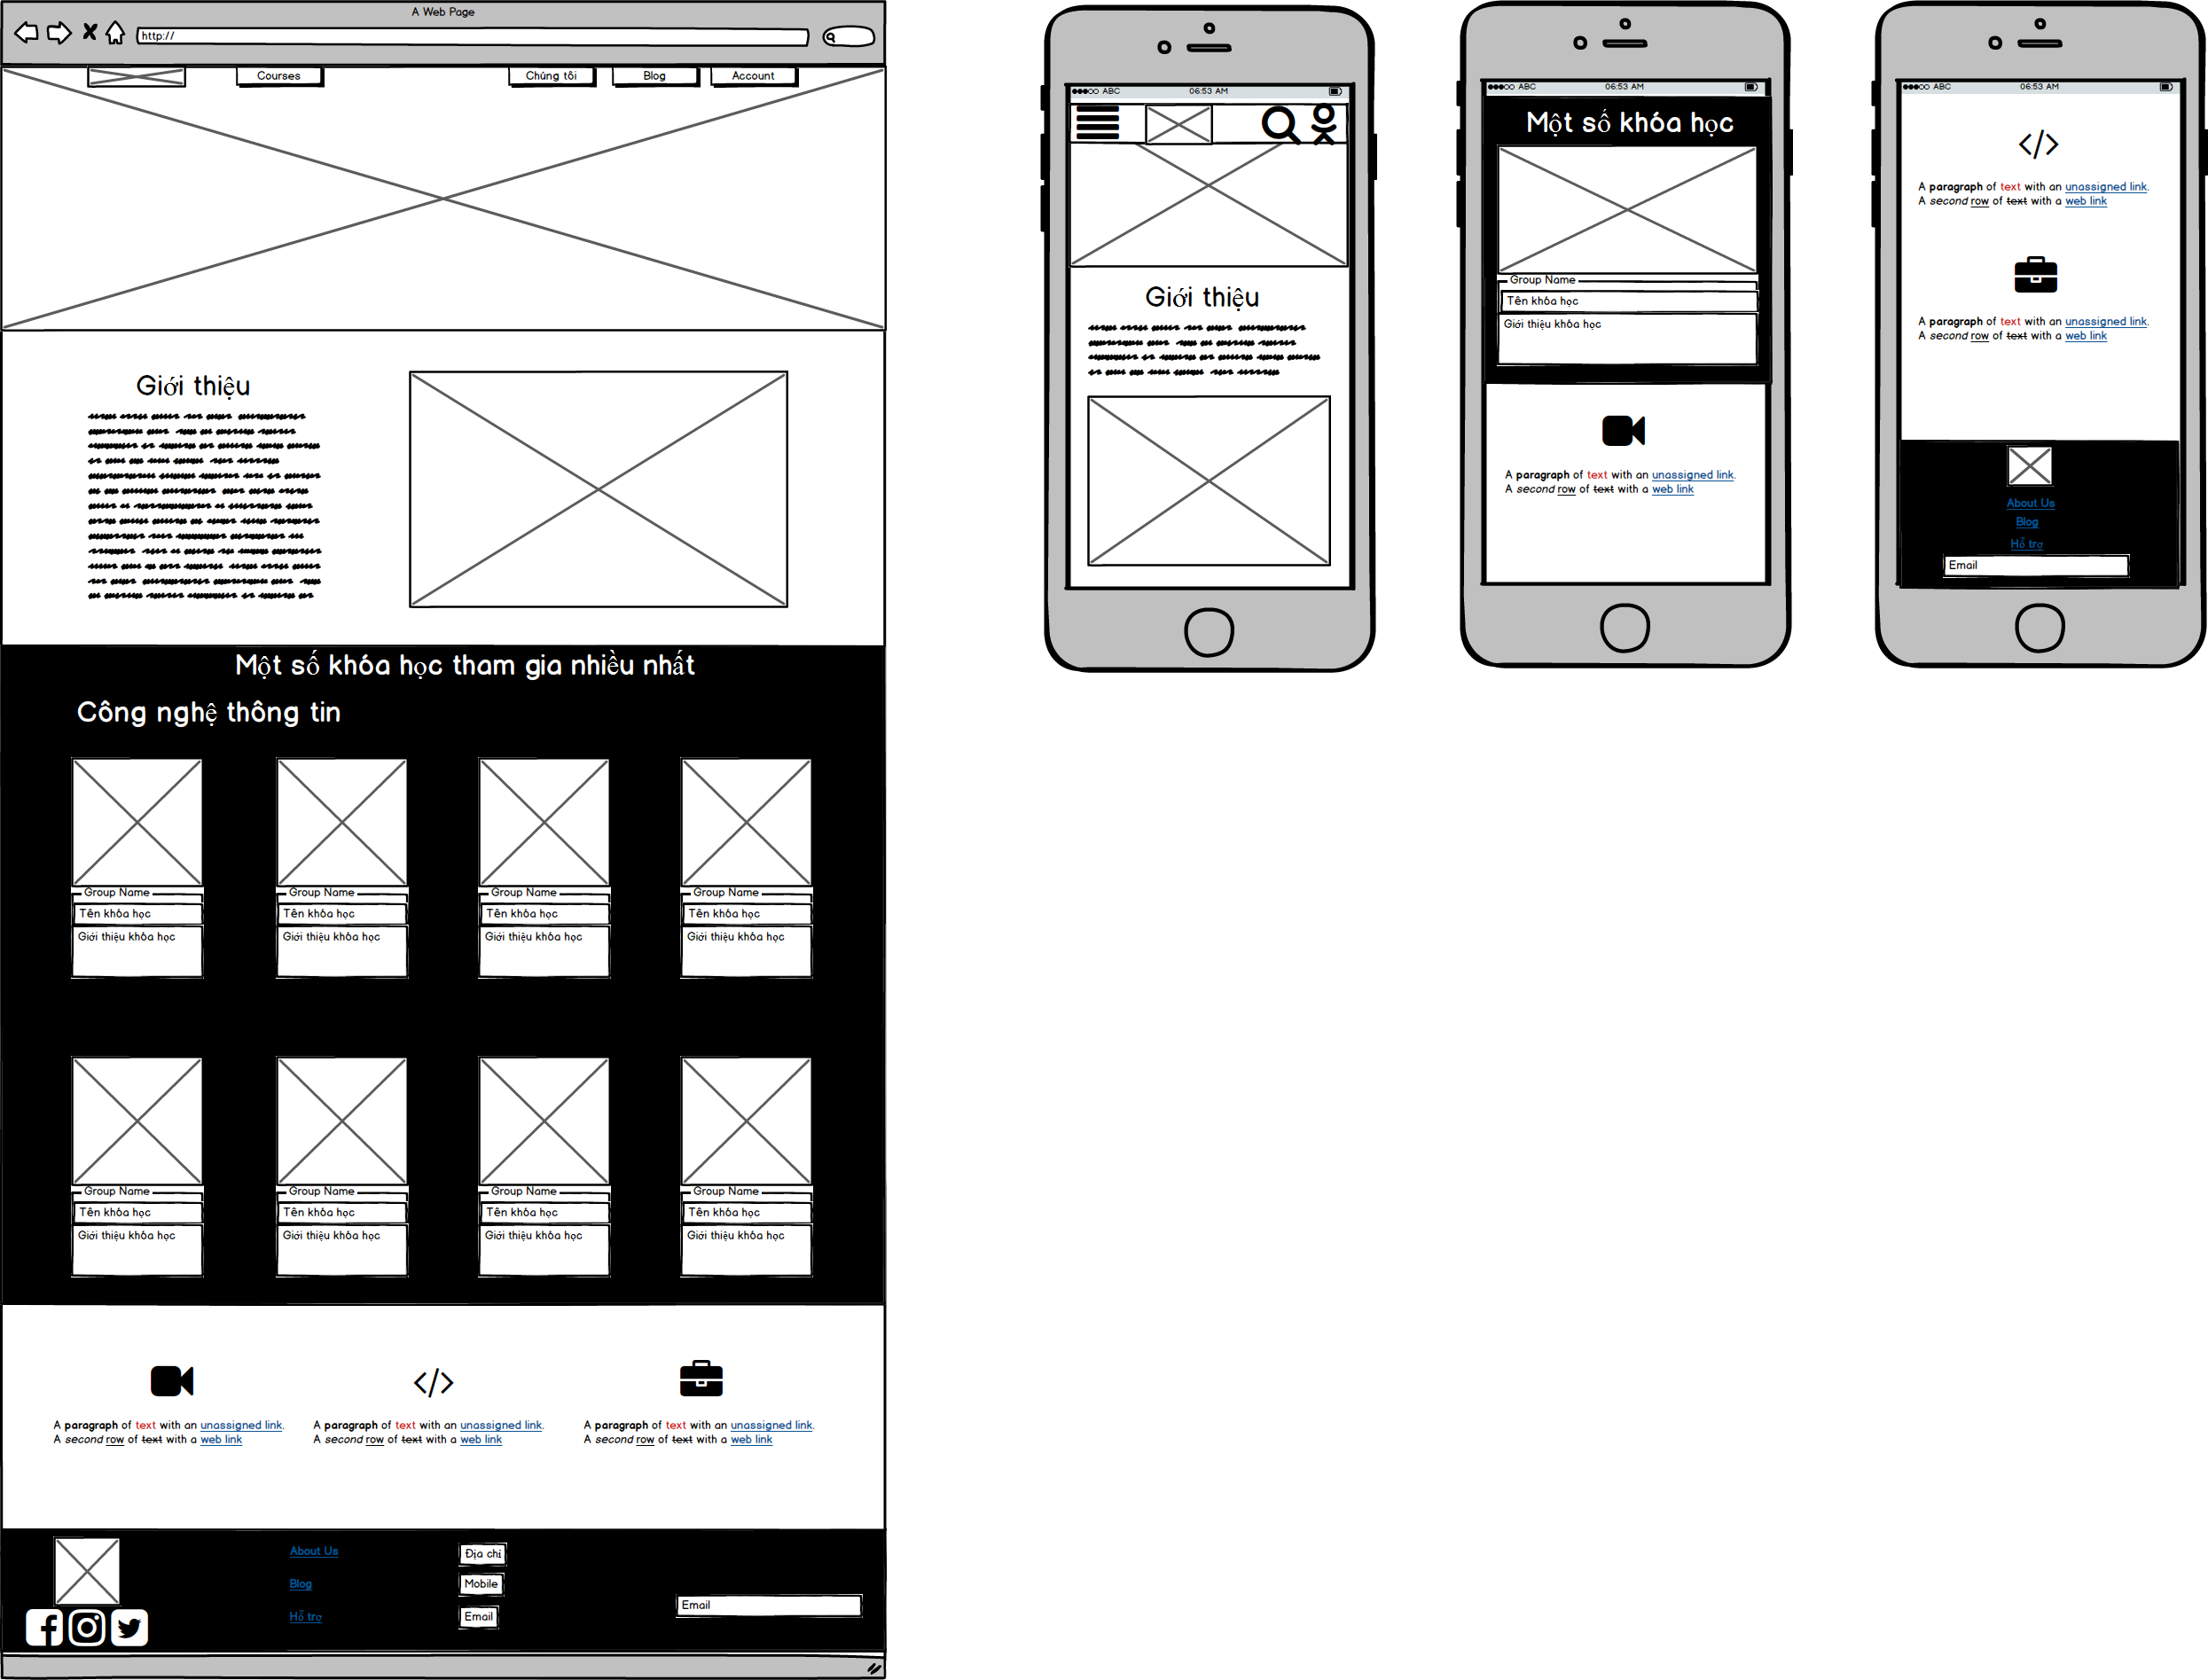 A Web Page
http://
Courses
Chúng tôi
Blog
Account
Giới thiệu
Một số khóa học tham gia nhiều nhất
Công nghệ thông tin
Group Name
Group Name
Group Name
Group Name
Tên khóa học
Tên khóa học
Tên khóa học
Tên khóa học
Giới thiệu khóa học
Giới thiệu khóa học
Giới thiệu khóa học
Giới thiệu khóa học
Group Name
Group Name
Group Name
Group Name
Tên khóa học
Tên khóa học
Tên khóa học
Tên khóa học
Giới thiệu khóa học
Giới thiệu khóa học
Giới thiệu khóa học
Giới thiệu khóa học
A paragraph of text with an unassigned link.
A second row of text with a web link
A paragraph of text with an unassigned link.
A second row of text with a web link
A paragraph of text with an unassigned link.
A second row of text with a web link
About Us
Blog
Hỗ trợ
Địa chỉ
Mobile
Email
Email
ABC
06:53 AM
Giới thiệu
ABC
06:53 AM
Một số khóa học
Group Name
Tên khóa học
Giới thiệu khóa học
A paragraph of text with an unassigned link.
A second row of text with a web link
ABC
06:53 AM
A paragraph of text with an unassigned link.
A second row of text with a web link
A paragraph of text with an unassigned link.
A second row of text with a web link
About Us
Blog
Hỗ trợ
Email